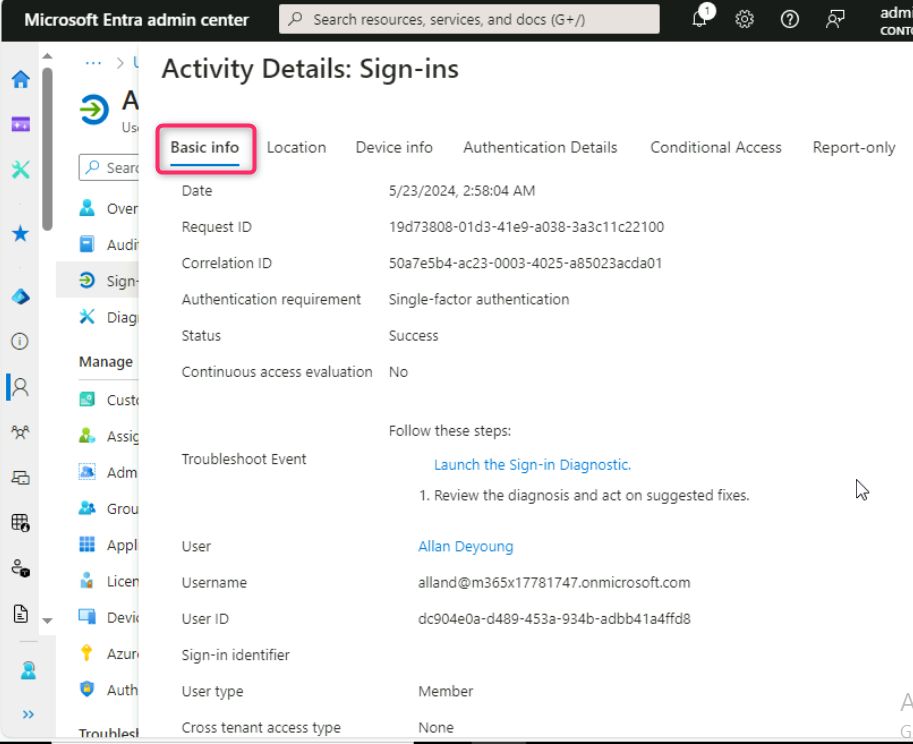 Microsoft Entra admin center
Search resources, services, and docs (G+/)
1
admi
CONTO
... >
Activity Details: Sign-ins
A
Use
Basic info
Location
Device info
Authentication Details
Conditional Access
Report-only
Searc
Over
Audi
Sign-
Diag
Manage
Custo
Assig
Adm
Grou
Appl
Licen
Devic
Azur
Auth
Troublesh
Date 5/23/2024, 2:58:04 AM
Request ID 19d73808-01d3-41e9-a038-3a3c11c22100
Correlation ID 50a7e5b4-ac23-0003-4025-a85023acda01
Authentication requirement Single-factor authentication
Status Success
Continuous access evaluation No
Follow these steps:
Troubleshoot Event
Launch the Sign-in Diagnostic.
1. Review the diagnosis and act on suggested fixes.
User Allan Deyoung
Username alland@m365x17781747.onmicrosoft.com
User ID dc904e0a-d489-453a-934b-adbb41a4ffd8
Sign-in identifier
User type Member
Cross tenant access type None
A
G